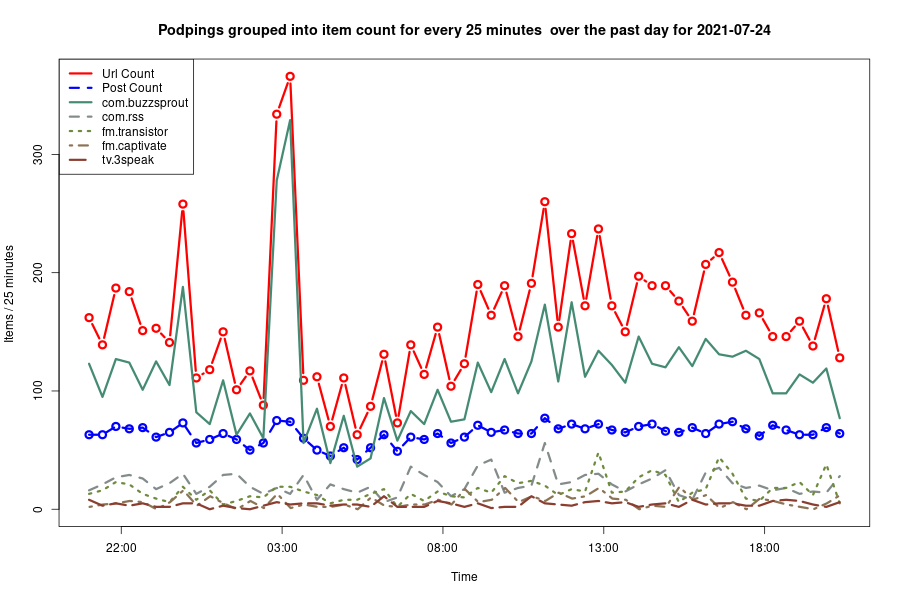 Podpings grouped into item count for every 25 minutes  over the past day for 2021-07-24
Url Count
Post Count
com.buzzsprout
com.rss
fm.transistor
fm.captivate
tv.3speak
Items / 25 minutes
300
200
100
0
22:00 03:00 08:00 13:00 18:00
Time